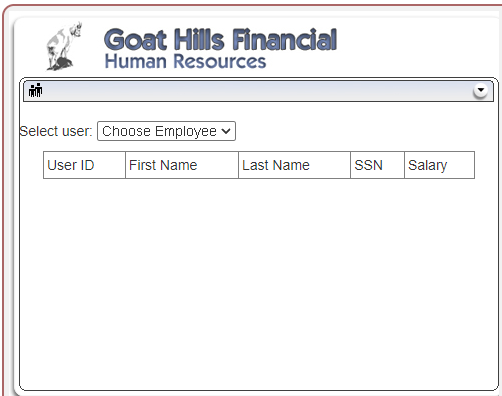 Goat Hills Financial
Human Resources
Select user: Choose Employee
User ID First Name Last Name SSN Salary